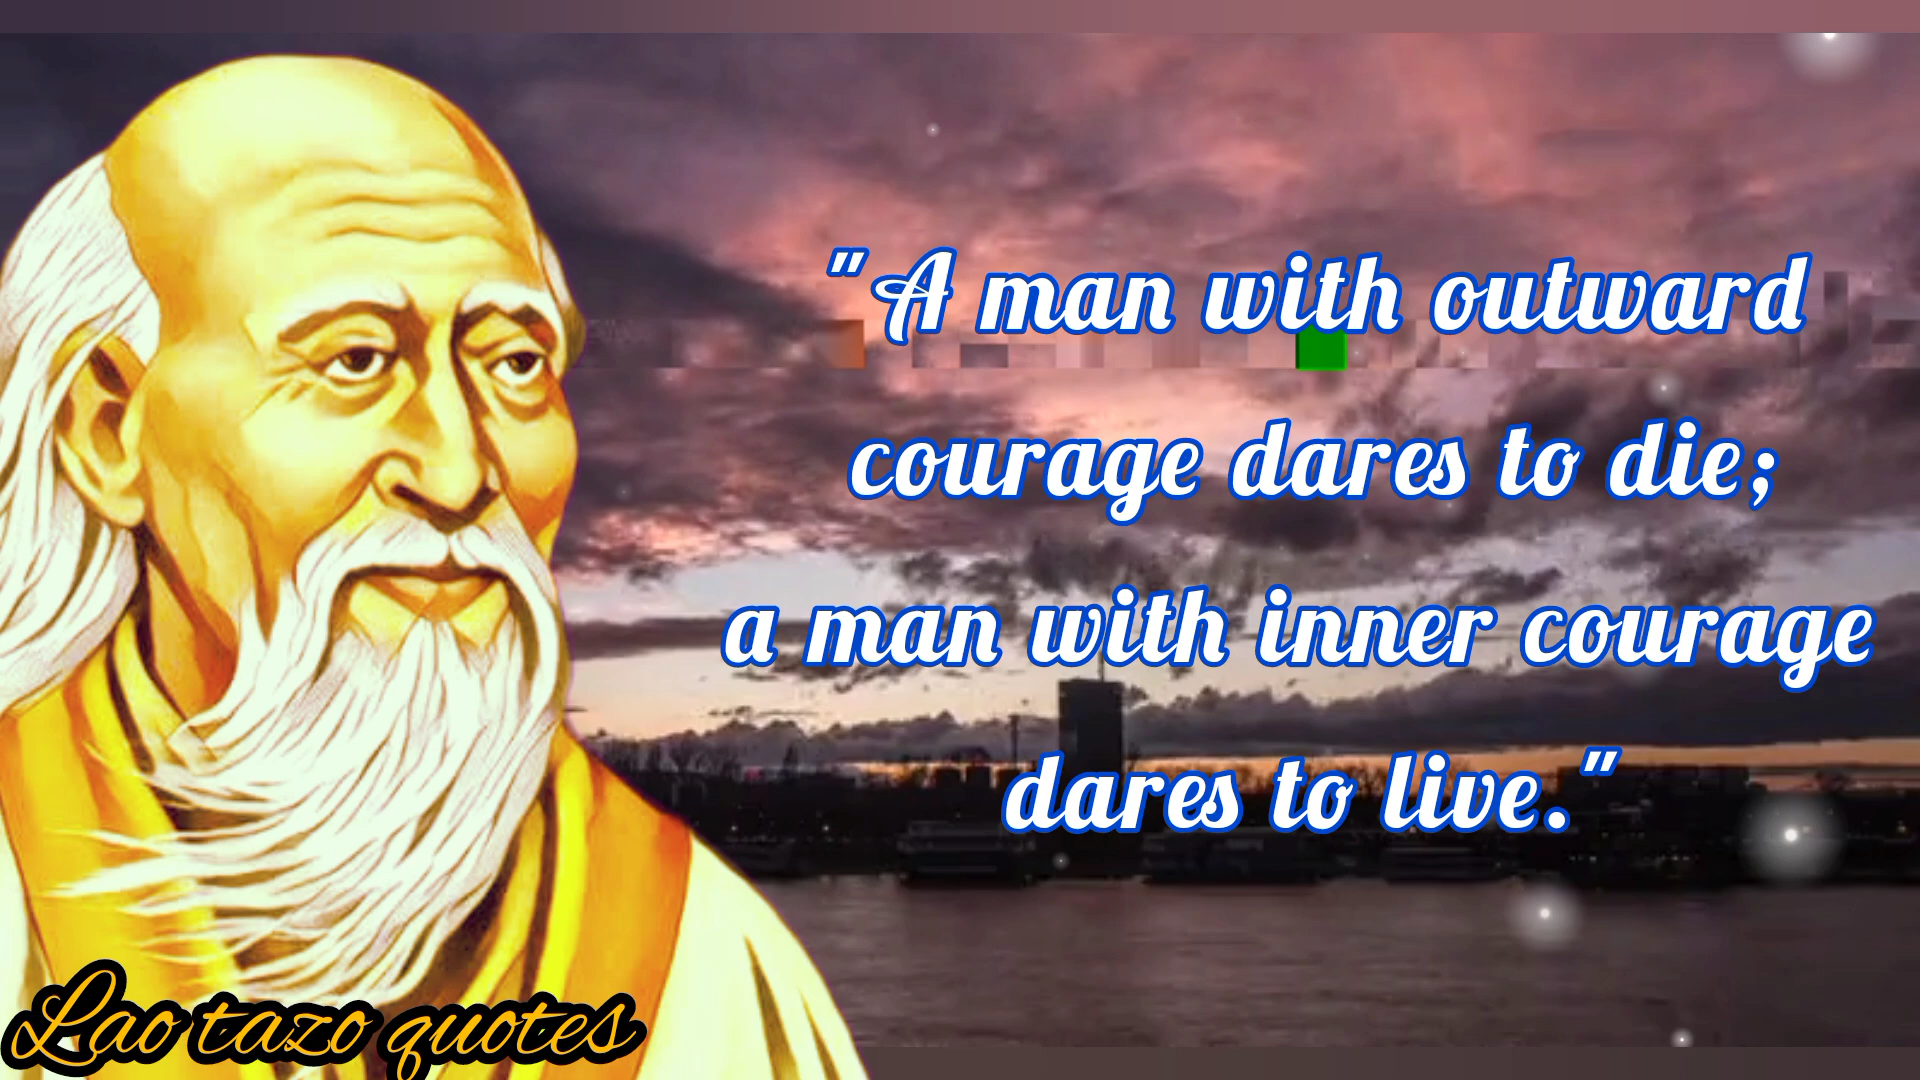 "A man with outward
courage dares to die;
a man with inner courage
dares to live."
Lao tazo quotes